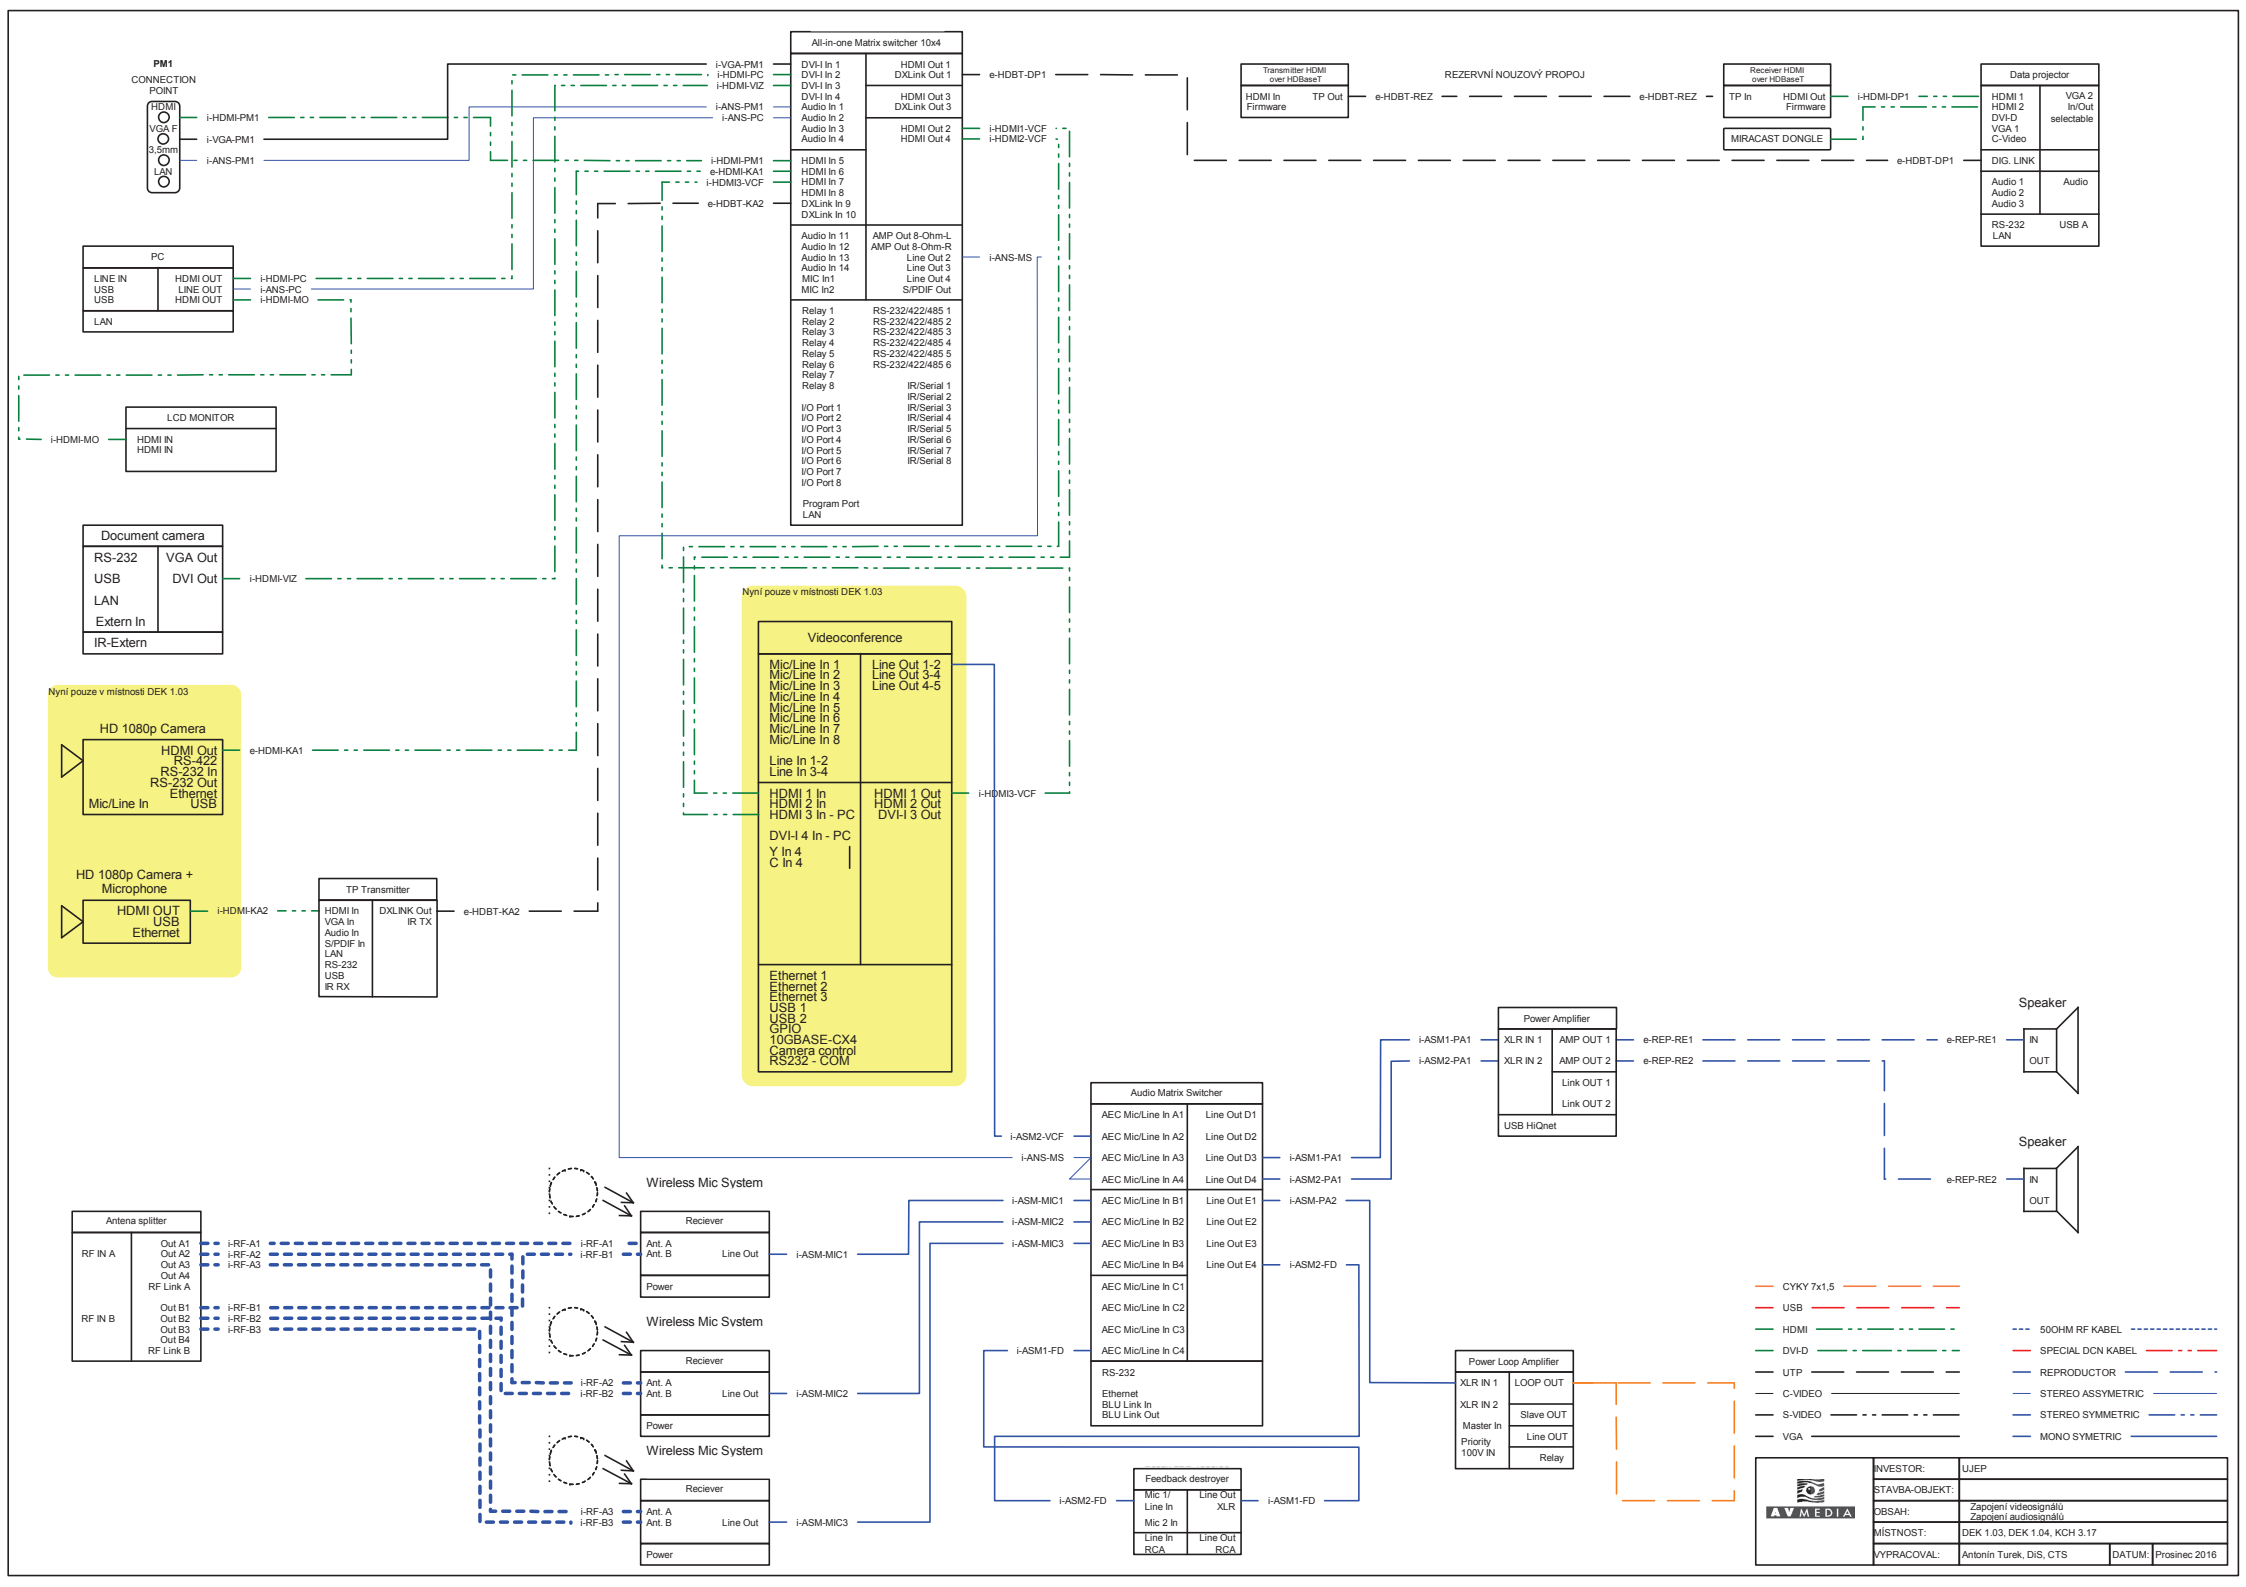 PM1
CONNECTION
POINT
HDMI
VGA F
3,5mm
LAN
i-HDMI-PM1
i-VGA-PM1
i-ANS-PM1
PC
LINE IN
USB
USB
HDMI OUT
LINE OUT
HDMI OUT
LAN
i-HDMI-PC
i-ANS-PC
i-HDMI-MO
LCD MONITOR
HDMI IN
HDMI IN
i-HDMI-MO
Document camera
RS-232
USB
LAN
Extern In
VGA Out
DVI Out
IR-Extern
i-HDMI-VIZ
Nyní pouze v místnosti DEK 1.03
HD 1080p Camera
HDMI Out
RS-422
RS-232 In
RS-232 Out
Ethernet
Mic/Line In USB
e-HDMI-KA1
HD 1080p Camera +
Microphone
HDMI OUT
USB
Ethernet
i-HDMI-KA2
TP Transmitter
HDMI In
VGA In
Audio In
S/PDIF In
LAN
RS-232
USB
IR RX
DXLINK Out
IR TX
e-HDBT-KA2
i-VGA-PM1
i-HDMI-PC
i-HDMI-VIZ
i-ANS-PM1
i-ANS-PC
i-HDMI-PM1
e-HDMI-KA1
i-HDMI3-VCF
e-HDBT-KA2
All-in-one Matrix switcher 10x4
DVI-I In 1
DVI-I In 2
DVI-I In 3
DVI-I In 4
Audio In 1
Audio In 2
Audio In 3
Audio In 4
HDMI In 5
HDMI In 6
HDMI In 7
HDMI In 8
DXLink In 9
DXLink In 10
Audio In 11
Audio In 12
Audio In 13
Audio In 14
MIC In1
MIC In2
Relay 1
Relay 2
Relay 3
Relay 4
Relay 5
Relay 6
Relay 7
Relay 8
I/O Port 1
I/O Port 2
I/O Port 3
I/O Port 4
I/O Port 5
I/O Port 6
I/O Port 7
I/O Port 8
Program Port
LAN
HDMI Out 1
DXLink Out 1
HDMI Out 3
DXLink Out 3
HDMI Out 2
HDMI Out 4
AMP Out 8-Ohm-L
AMP Out 8-Ohm-R
Line Out 2
Line Out 3
Line Out 4
S/PDIF Out
RS-232/422/485 1
RS-232/422/485 2
RS-232/422/485 3
RS-232/422/485 4
RS-232/422/485 5
RS-232/422/485 6
IR/Serial 1
IR/Serial 2
IR/Serial 3
IR/Serial 4
IR/Serial 5
IR/Serial 6
IR/Serial 7
IR/Serial 8
e-HDBT-DP1
i-HDMI1-VCF
i-HDMI2-VCF
i-ANS-MS
Transmitter HDMI
over HDBaseT
HDMI In
Firmware
TP Out
REZERVNÍ NOUZOVÝ PROPOJ
e-HDBT-REZ
e-HDBT-REZ
Receiver HDMI
over HDBaseT
TP In
HDMI Out
Firmware
MIRACAST DONGLE
i-HDMI-DP1
e-HDBT-DP1
Data projector
HDMI 1
HDMI 2
DVI-D
VGA 1
C-Video
VGA 2
In/Out
selectable
DIG. LINK
Audio 1
Audio 2
Audio 3
Audio
RS-232
LAN
USB A
Nyní pouze v místnosti DEK 1.03
Videoconference
Mic/Line In 1
Mic/Line In 2
Mic/Line In 3
Mic/Line In 4
Mic/Line In 5
Mic/Line In 6
Mic/Line In 7
Mic/Line In 8
Line In 1-2
Line In 3-4
Line Out 1-2
Line Out 3-4
Line Out 4-5
HDMI 1 In
HDMI 2 In
HDMI 3 In - PC
DVI-I 4 In - PC
Y In 4
C In 4
HDMI 1 Out
HDMI 2 Out
DVI-I 3 Out
i-HDMI3-VCF
Ethernet 1
Ethernet 2
Ethernet 3
USB 1
USB 2
GPIO
10GBASE-CX4
Camera control
RS232 - COM
Antena splitter
RF IN A
RF IN B
Out A1
Out A2
Out A3
Out A4
RF Link A
Out B1
Out B2
Out B3
Out B4
RF Link B
i-RF-A1
i-RF-A2
i-RF-A3
i-RF-B1
i-RF-B2
i-RF-B3
Wireless Mic System
Reciever
i-RF-A1
i-RF-B1
Ant. A
Ant. B
Line Out
Power
i-ASM-MIC1
Wireless Mic System
Reciever
i-RF-A2
i-RF-B2
Ant. A
Ant. B
Line Out
Power
i-ASM-MIC2
Wireless Mic System
Reciever
i-RF-A3
i-RF-B3
Ant. A
Ant. B
Line Out
Power
i-ASM-MIC3
i-ASM2-VCF
i-ANS-MS
i-ASM-MIC1
i-ASM-MIC2
i-ASM-MIC3
i-ASM1-FD
Audio Matrix Switcher
AEC Mic/Line In A1
AEC Mic/Line In A2
AEC Mic/Line In A3
AEC Mic/Line In A4
AEC Mic/Line In B1
AEC Mic/Line In B2
AEC Mic/Line In B3
AEC Mic/Line In B4
AEC Mic/Line In C1
AEC Mic/Line In C2
AEC Mic/Line In C3
AEC Mic/Line In C4
Line Out D1
Line Out D2
Line Out D3
Line Out D4
Line Out E1
Line Out E2
Line Out E3
Line Out E4
RS-232
Ethernet
BLU Link In
BLU Link Out
i-ASM1-PA1
i-ASM2-PA1
i-ASM-PA2
i-ASM2-FD
Feedback destroyer
Mic 1/
Line In
Mic 2 In
Line Out
XLR
Line In
RCA
Line Out
RCA
i-ASM2-FD
i-ASM1-FD
i-ASM1-PA1
i-ASM2-PA1
Power Amplifier
XLR IN 1
XLR IN 2
AMP OUT 1
AMP OUT 2
Link OUT 1
Link OUT 2
USB HiQnet
e-REP-RE1
e-REP-RE2
e-REP-RE1
e-REP-RE2
Speaker
IN
OUT
Speaker
IN
OUT
Power Loop Amplifier
XLR IN 1
XLR IN 2
Master In
Priority
100V IN
LOOP OUT
Slave OUT
Line OUT
Relay
CYKY 7x1,5
USB
HDMI
DVI-D
UTP
C-VIDEO
S-VIDEO
VGA
50OHM RF KABEL
SPECIAL DCN KABEL
REPRODUCTOR
STEREO ASSYMETRIC
STEREO SYMMETRIC
MONO SYMETRIC
AV MEDIA
INVESTOR: UJEP
STAVBA-OBJEKT:
OBSAH: Zapojení videosignálů
Zapojení audiosignálů
MÍSTNOST: DEK 1.03, DEK 1.04, KCH 3.17
VYPRACOVAL: Antonín Turek, DiS, CTS DATUM: Prosinec 2016